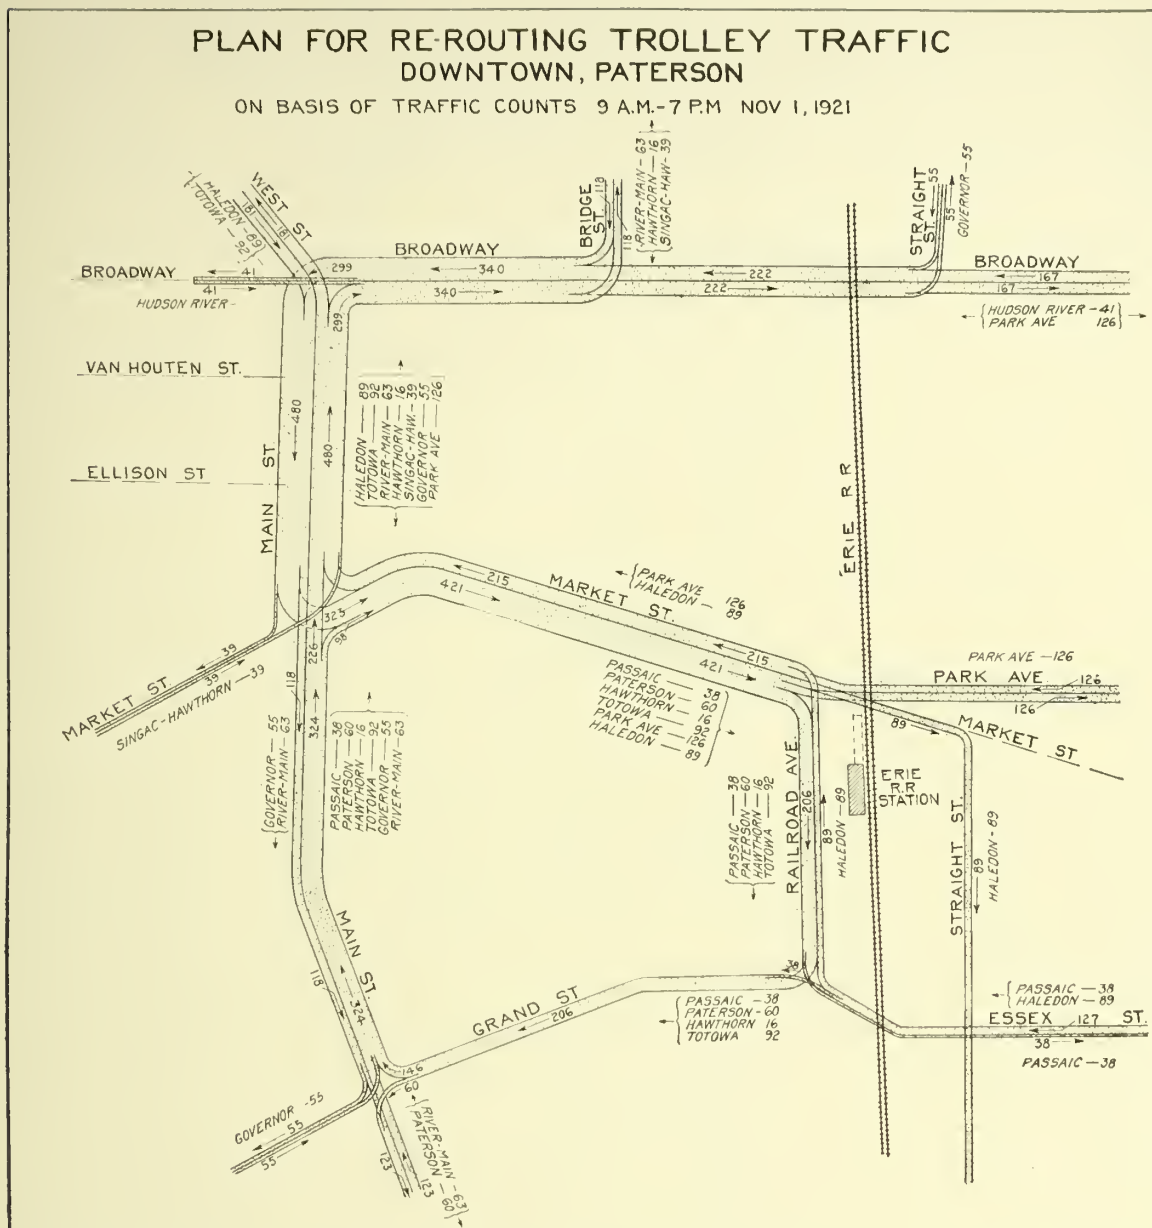 PLAN FOR RE-ROUTING TROLLEY TRAFFIC
DOWNTOWN, PATERSON
ON BASIS OF TRAFFIC COUNTS 9 A.M.-7 P.M NOV 1, 1921
HALEDON -89
TOTOWA - 92
WEST ST
181
181
BRIDGE ST.
118
118
RIVER-MAIN-63
HAWTHORN - 16
SINGAC-HAW-39
STRAIGHT ST.
55
55
GOVERNOR-55
BROADWAY
41
299
BROADWAY
340
222
BROADWAY
167
41
340
222
167
HUDSON RIVER-
299
HUDSON RIVER -41
PARK AVE 126
VAN HOUTEN ST.
480
480
HALEDON — 89
TOTOWA — 92
RIVER-MAIN-63
HAWTHORN - 16
SINGAC-HAW.-39
GOVERNOR - 55
PARK AVE -126
ELLISON ST
MAIN ST.
ERIE R R
215
MARKET ST.
421
PARK AVE 126
HALEDON — 89
323
98
226
39
39
MARKET ST.
SINGAC-HAWTHORN -39
118
324
215
421
PASSAIC — 38
PATERSON — 60
HAWTHORN — 16
TOTOWA — 92
PARK AVE — 126
HALEDON — 89
PARK AVE -126
PARK AVE
126
126
89
MARKET ST
GOVERNOR - 55
RIVER-MAIN-63
PASSAIC — 38
PATERSON—60
HAWTHORN-16
TOTOWA — 92
GOVERNOR-55
RIVER-MAIN-63
PASSAIC — 38
PATERSON-60
HAWTHORN-16
TOTOWA — 92
RAILROAD AVE.
206
89
HALEDON-89
ERIE
R.R
STATION
STRAIGHT ST.
89
HALEDON-89
MAIN ST.
118
324
38
GRAND ST
206
PASSAIC -38
PATERSON-60
HAWTHORN 16
TOTOWA 92
PASSAIC -38
HALEDON -89
ESSEX ST.
127
38
PASSAIC-38
146
60
GOVERNOR -55
55
55
RIVER-MAIN -63
PATERSON — 60
123
123